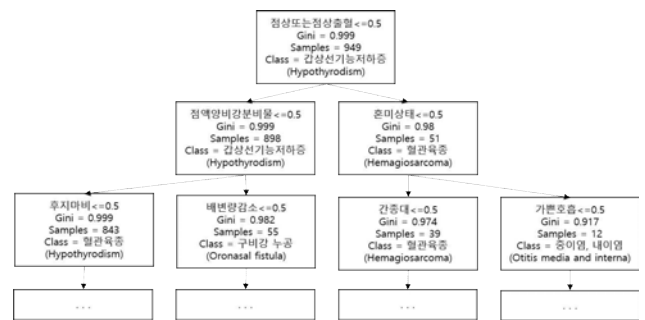 점상또는점상출혈<=0.5
Gini = 0.999
Samples = 949
Class = 갑상선기능저하증
(Hypothyrodism)
점액양비강분비물<=0.5
Gini = 0.999
Samples = 898
Class = 갑상선기능저하증
(Hypothyrodism)
혼미상태<=0.5
Gini = 0.98
Samples = 51
Class = 혈관육종
(Hemagiosarcoma)
후지마비<=0.5
Gini = 0.999
Samples = 843
Class = 혈관육종
(Hypothyrodism)
배변량감소<=0.5
Gini = 0.982
Samples = 55
Class = 구비강 누공
(Oronasal fistula)
간종대<=0.5
Gini = 0.974
Samples = 39
Class = 혈관육종
(Hemagiosarcoma)
가쁜호흡<=0.5
Gini = 0.917
Samples = 12
Class = 중이염, 내이염
(Otitis media and interna)
...
...
...
...